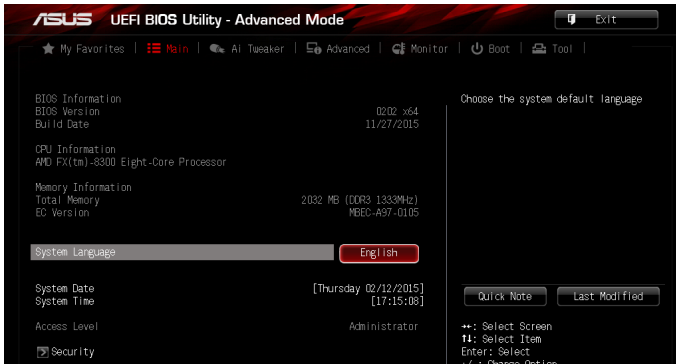 ASUS UEFI BIOS Utility - Advanced Mode
Exit
My Favorites | Main | Ai Tweaker | Advanced | Monitor | Boot | Tool |
BIOS Information
Choose the system default language
BIOS Version 0202 x64
Build Date 11/27/2015
CPU Information
AMD FX(tm)-8300 Eight-Core Processor
Memory Information
Total Memory 2032 MB (DDR3 1333MHz)
EC Version MBEC-A97-0105
System Language English
System Date [Thursday 02/12/2015]
System Time [17:15:08]
Quick Note Last Modified
Access Level Administrator
Security
→←: Select Screen
↑↓: Select Item
Enter: Select
+/-: Change Option